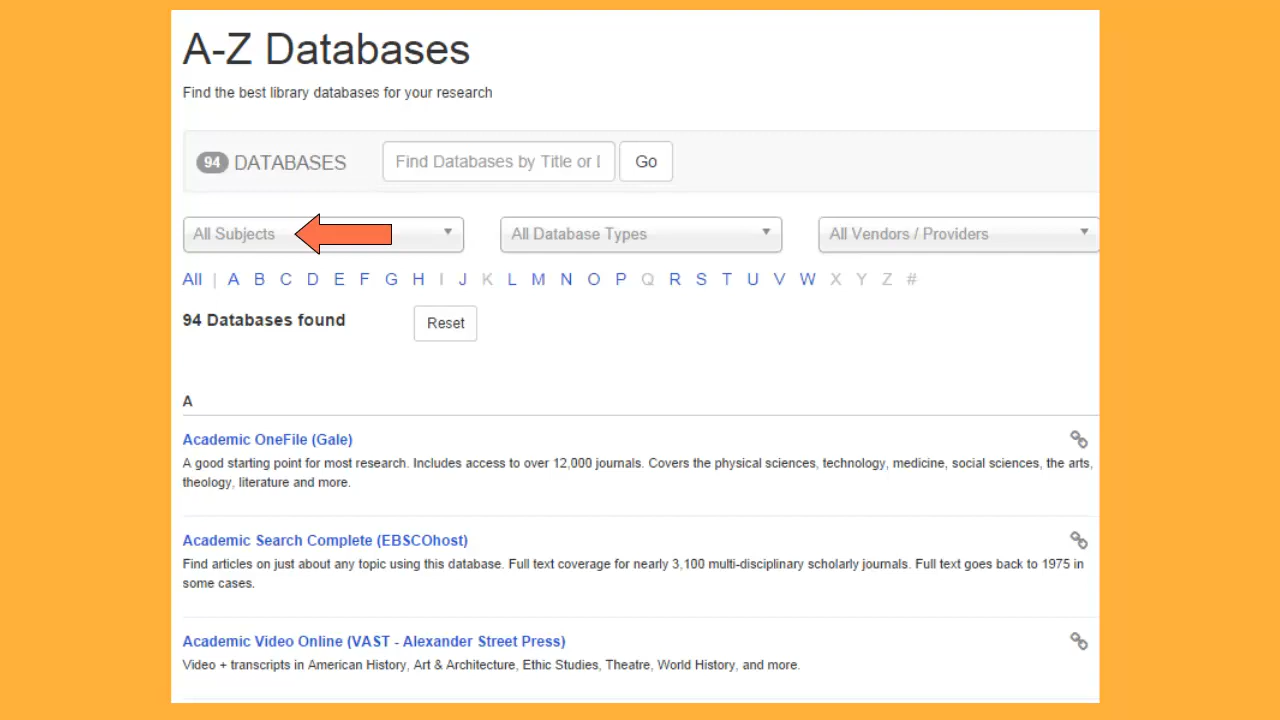 A-Z Databases
Find the best library databases for your research
94 DATABASES Find Databases by Title or Go
All Subjects All Database Types All Vendors / Providers
All | A B C D E F G H I J K L M N O P Q R S T U V W X Y Z #
94 Databases found Reset
A
Academic OneFile (Gale)
A good starting point for most research. Includes access to over 12,000 journals. Covers the physical sciences, technology, medicine, social sciences, the arts,
theology, literature and more.
Academic Search Complete (EBSCOhost)
Find articles on just about any topic using this database. Full text coverage for nearly 3,100 multi-disciplinary scholarly journals. Full text goes back to 1975 in
some cases.
Academic Video Online (VAST - Alexander Street Press)
Video + transcripts in American History, Art & Architecture, Ethic Studies, Theatre, World History, and more.